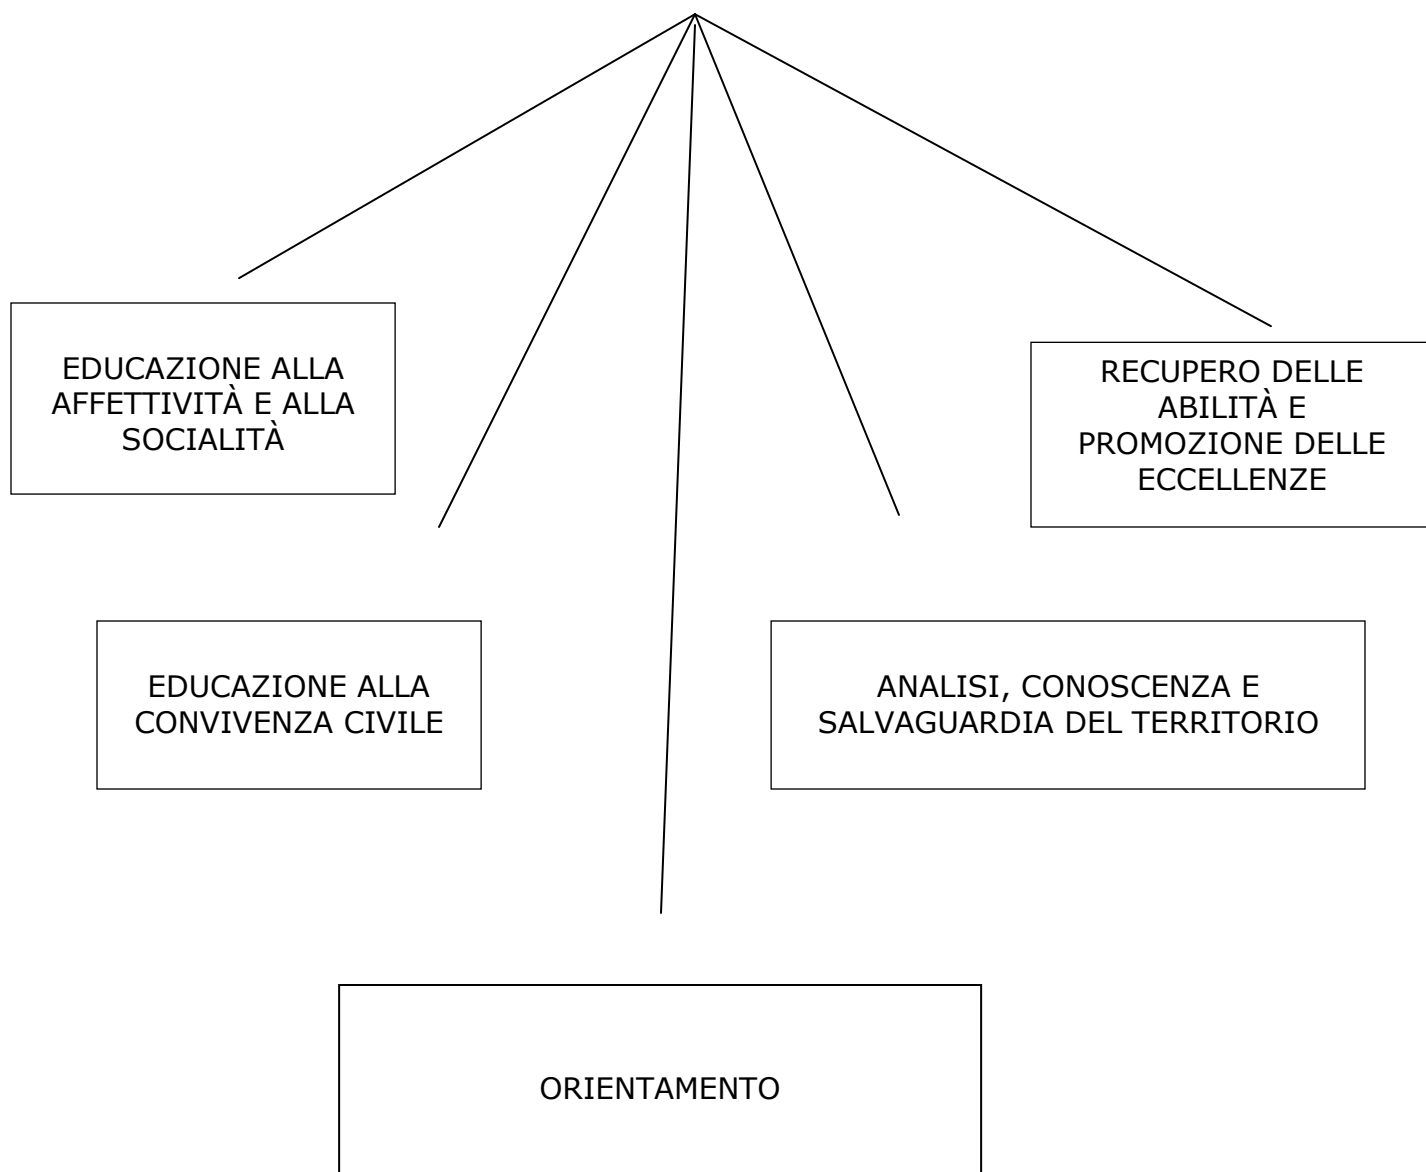 EDUCAZIONE ALLA
AFFETTIVITÀ E ALLA
SOCIALITÀ
RECUPERO DELLE
ABILITÀ E
PROMOZIONE DELLE
ECCELLENZE
EDUCAZIONE ALLA
CONVIVENZA CIVILE
ANALISI, CONOSCENZA E
SALVAGUARDIA DEL TERRITORIO
ORIENTAMENTO